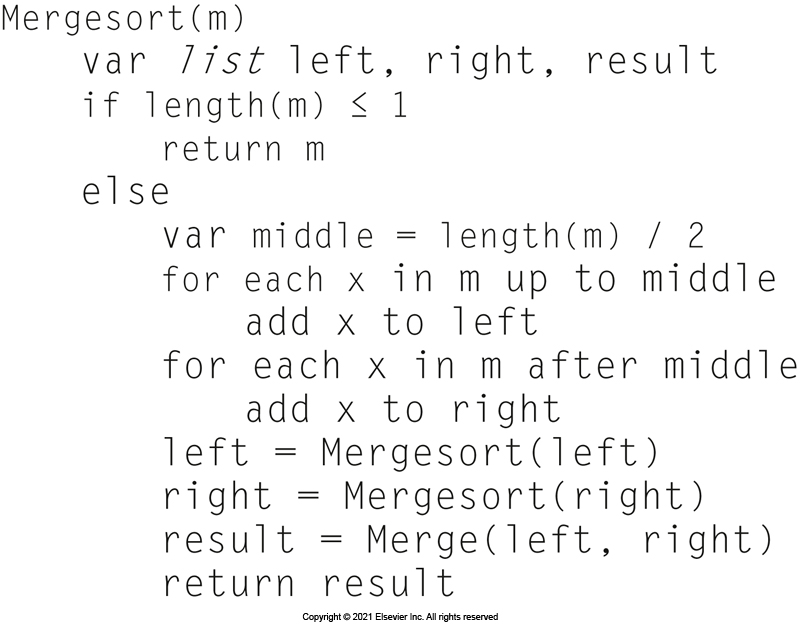 Mergesort(m)
    var list left, right, result
    if length(m) ≤ 1
        return m
    else
        var middle = length(m) / 2
        for each x in m up to middle
            add x to left
        for each x in m after middle
            add x to right
        left = Mergesort(left)
        right = Mergesort(right)
        result = Merge(left, right)
        return result
Copyright © 2021 Elsevier Inc. All rights reserved